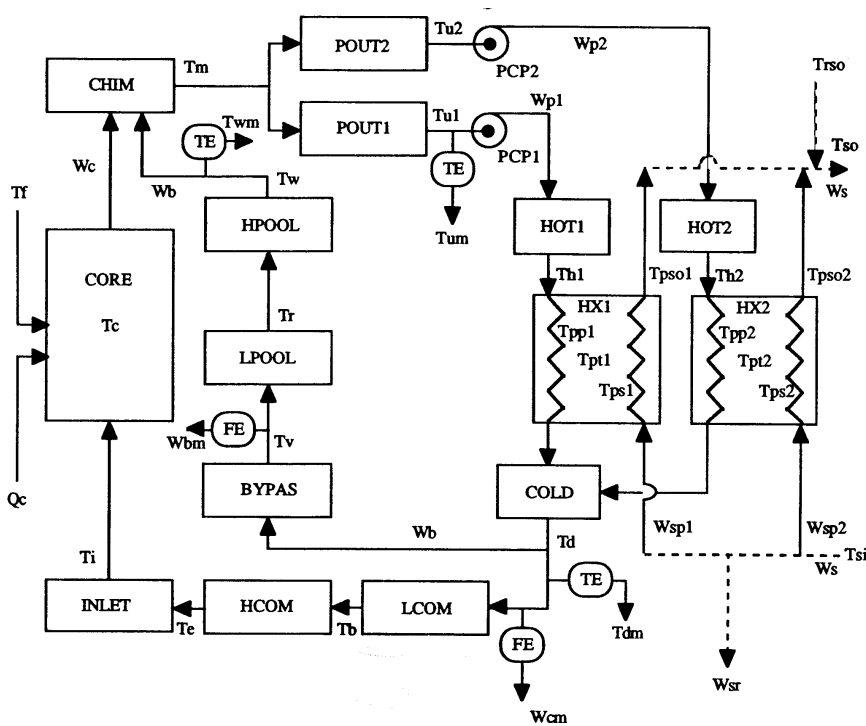 POUT2
Tu2
Wp2
PCP2
Trso
CHIM
Tm
POUT1
Tu1
Wp1
PCP1
TE
Twm
TE
Tso
Ws
Wc
Wb
Tw
Tum
Tf
HPOOL
HOT1
HOT2
CORE
Tc
Th1
Tpso1
Th2
Tpso2
Tr
HX1
HX2
LPOOL
Tpp1
Tpt1
Tps1
Tpp2
Tpt2
Tps2
Wbm
FE
Tv
Qc
BYPAS
COLD
Wb
Td
Wsp1
Wsp2
Tsi
Ws
Ti
INLET
Te
HCOM
Tb
LCOM
TE
Tdm
FE
Wsr
Wcm